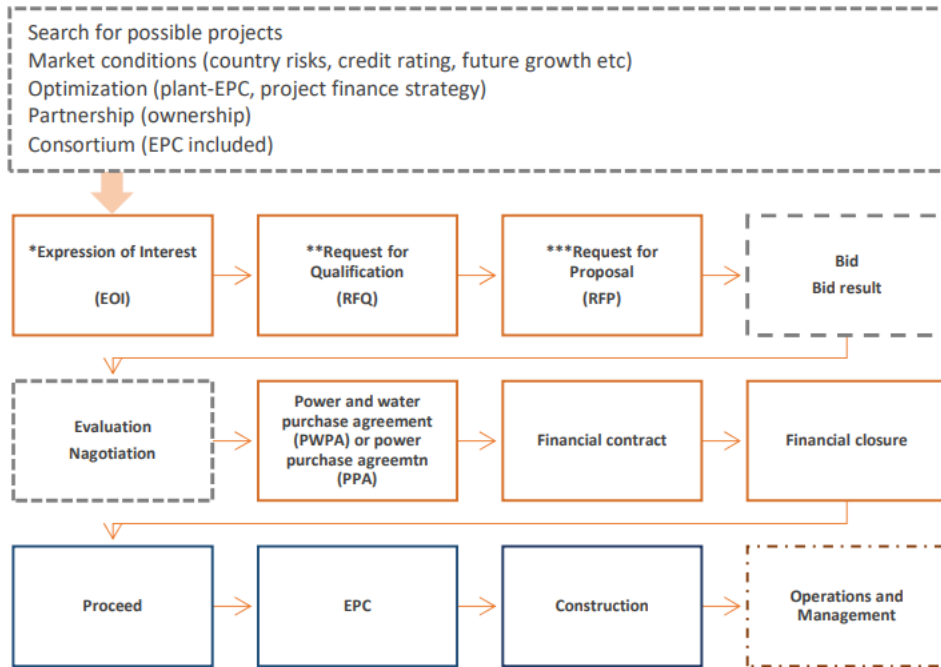 Search for possible projects
Market conditions (country risks, credit rating, future growth etc)
Optimization (plant-EPC, project finance strategy)
Partnership (ownership)
Consortium (EPC included)
*Expression of Interest
(EOI)
**Request for
Qualification
(RFQ)
***Request for
Proposal
(RFP)
Bid
Bid result
Evaluation
Nagotiation
Power and water
purchase agreement
(PWPA) or power
purchase agreemtn
(PPA)
Financial contract
Financial closure
Proceed
EPC
Construction
Operations and
Management